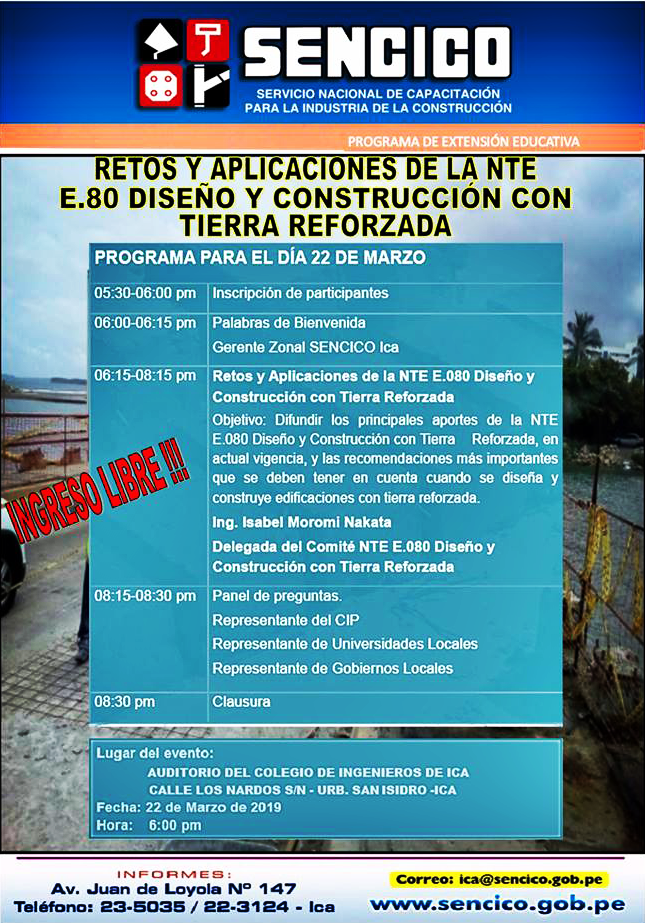 SENCICO
SERVICIO NACIONAL DE CAPACITACIÓN
PARA LA INDUSTRIA DE LA CONSTRUCCIÓN
PROGRAMA DE EXTENSIÓN EDUCATIVA
RETOS Y APLICACIONES DE LA NTE
E.80 DISEÑO Y CONSTRUCCIÓN CON
TIERRA REFORZADA
PROGRAMA PARA EL DÍA 22 DE MARZO
05:30-06:00 pm Inscripción de participantes
06:00-06:15 pm Palabras de Bienvenida
Gerente Zonal SENCICO Ica
06:15-08:15 pm Retos y Aplicaciones de la NTE E.080 Diseño y
Construcción con Tierra Reforzada
Objetivo: Difundir los principales aportes de la NTE
E.080 Diseño y Construcción con Tierra Reforzada, en
actual vigencia, y las recomendaciones más importantes
que se deben tener en cuenta cuando se diseña y
construye edificaciones con tierra reforzada.
Ing. Isabel Moromi Nakata
Delegada del Comité NTE E.080 Diseño y
Construcción con Tierra Reforzada
INGRESO LIBRE !!!
08:15-08:30 pm Panel de preguntas.
Representante del CIP
Representante de Universidades Locales
Representante de Gobiernos Locales
08:30 pm Clausura
Lugar del evento:
AUDITORIO DEL COLEGIO DE INGENIEROS DE ICA
CALLE LOS NARDOS S/N - URB. SAN ISIDRO -ICA
Fecha: 22 de Marzo de 2019
Hora: 6:00 pm
INFORMES:
Av. Juan de Loyola Nº 147
Teléfono: 23-5035 / 22-3124 - Ica
Correo: ica@sencico.gob.pe
www.sencico.gob.pe